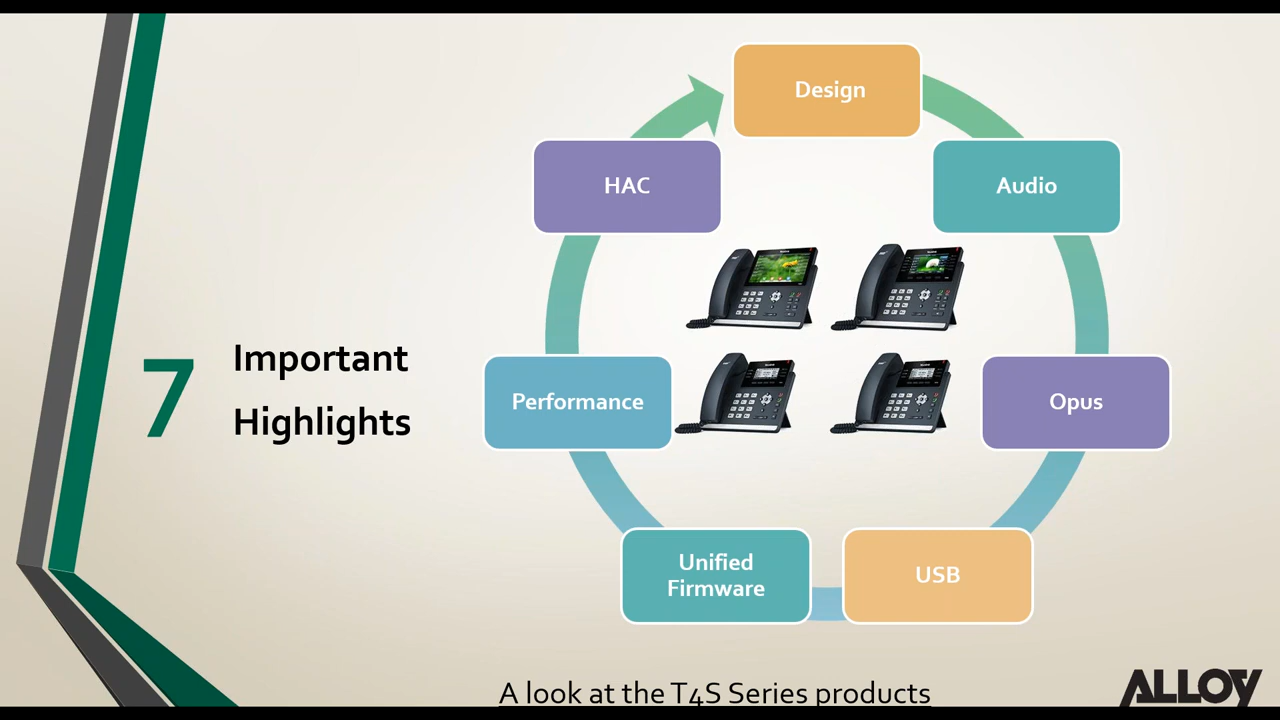 7
Important
Highlights
Design
Audio
Opus
USB
Unified
Firmware
Performance
HAC
A look at the T4S Series products
ALLOY